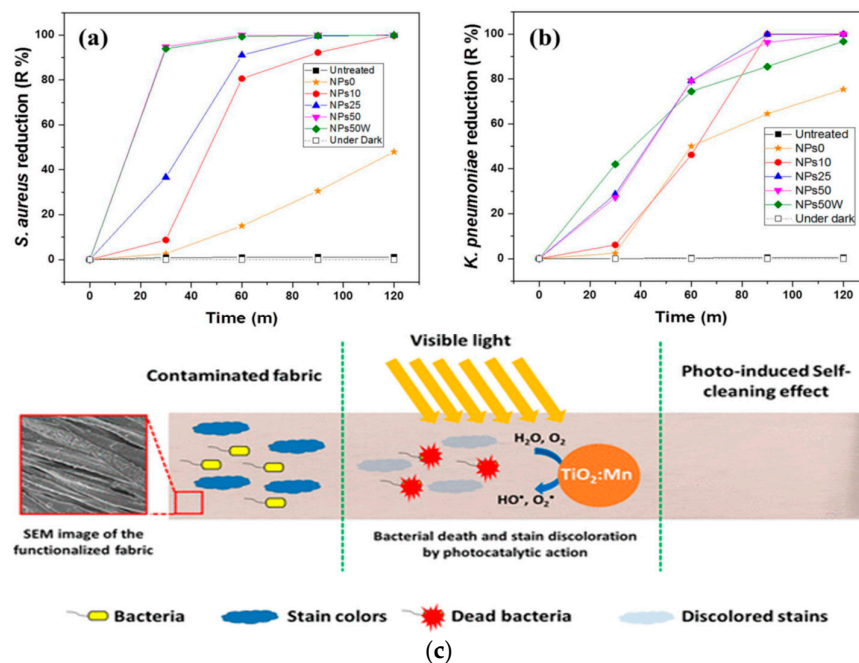 (a)
S. aureus reduction (R %)
100
80
60
40
20
0
Untreated
NPs0
NPs10
NPs25
NPs50
NPs50W
Under Dark
0 20 40 60 80 100 120
Time (m)
(b)
K. pneumoniae reduction (R %)
100
80
60
40
20
0
Untreated
NPs0
NPs10
NPs25
NPs50
NPs50W
Under dark
0 20 40 60 80 100 120
Time (m)
Contaminated fabric
Visible light
Photo-induced Self-
cleaning effect
H₂O, O₂
TiO₂:Mn
HO•, O₂•
SEM image of the
functionalized fabric
Bacterial death and stain discoloration
by photocatalytic action
Bacteria
Stain colors
Dead bacteria
Discolored stains
(c)